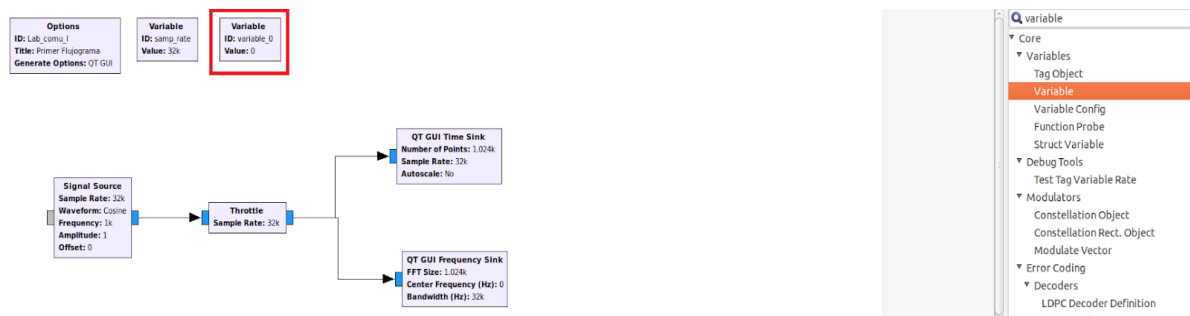 Options
ID: Lab_comu_I
Title: Primer Flujograma
Generate Options: QT GUI
Variable
ID: samp_rate
Value: 32k
Variable
ID: variable_0
Value: 0
Signal Source
Sample Rate: 32k
Waveform: Cosine
Frequency: 1k
Amplitude: 1
Offset: 0
Throttle
Sample Rate: 32k
QT GUI Time Sink
Number of Points: 1.024k
Sample Rate: 32k
Autoscale: No
QT GUI Frequency Sink
FFT Size: 1.024k
Center Frequency (Hz): 0
Bandwidth (Hz): 32k
variable
Core
Variables
Tag Object
Variable
Variable Config
Function Probe
Struct Variable
Debug Tools
Test Tag Variable Rate
Modulators
Constellation Object
Constellation Rect. Object
Modulate Vector
Error Coding
Decoders
LDPC Decoder Definition